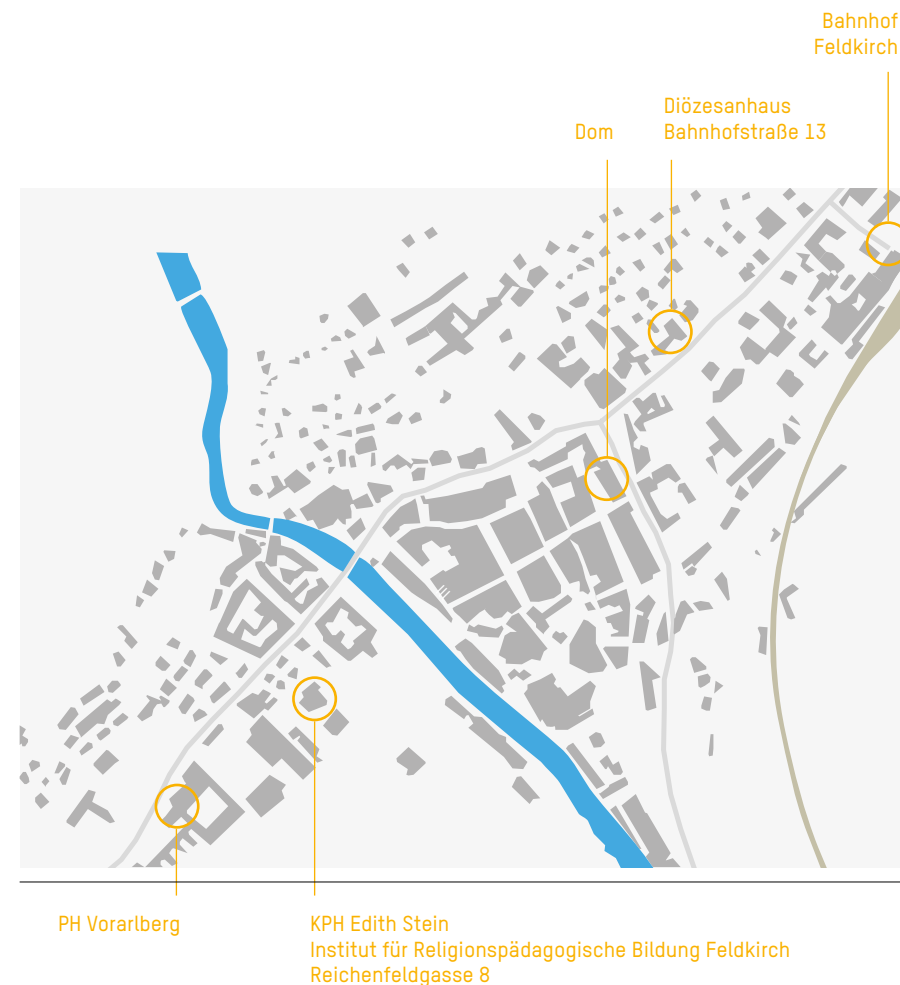 Bahnhof
Feldkirch
Diözesanhaus
Bahnhofstraße 13
Dom
PH Vorarlberg
KPH Edith Stein
Institut für Religionspädagogische Bildung Feldkirch
Reichenfeldgasse 8